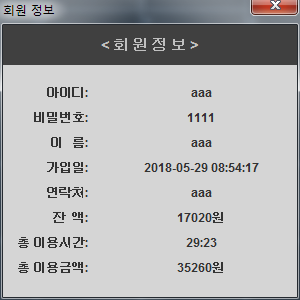 회원 정보
< 회 원 정 보 >
아이디: aaa
비밀번호: 1111
이 름: aaa
가입일: 2018-05-29 08:54:17
연락처: aaa
잔 액: 17020원
총 이용시간: 29:23
총 이용금액: 35260원